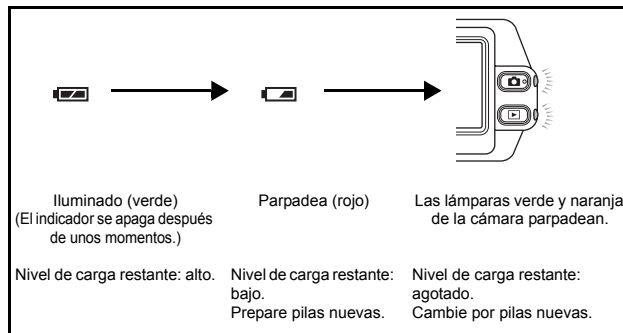 Iluminado (verde)
(El indicador se apaga después
de unos momentos.)
Nivel de carga restante: alto.
Parpadea (rojo)
Nivel de carga restante:
bajo.
Prepare pilas nuevas.
Las lámparas verde y naranja
de la cámara parpadean.
Nivel de carga restante:
agotado.
Cambie por pilas nuevas.